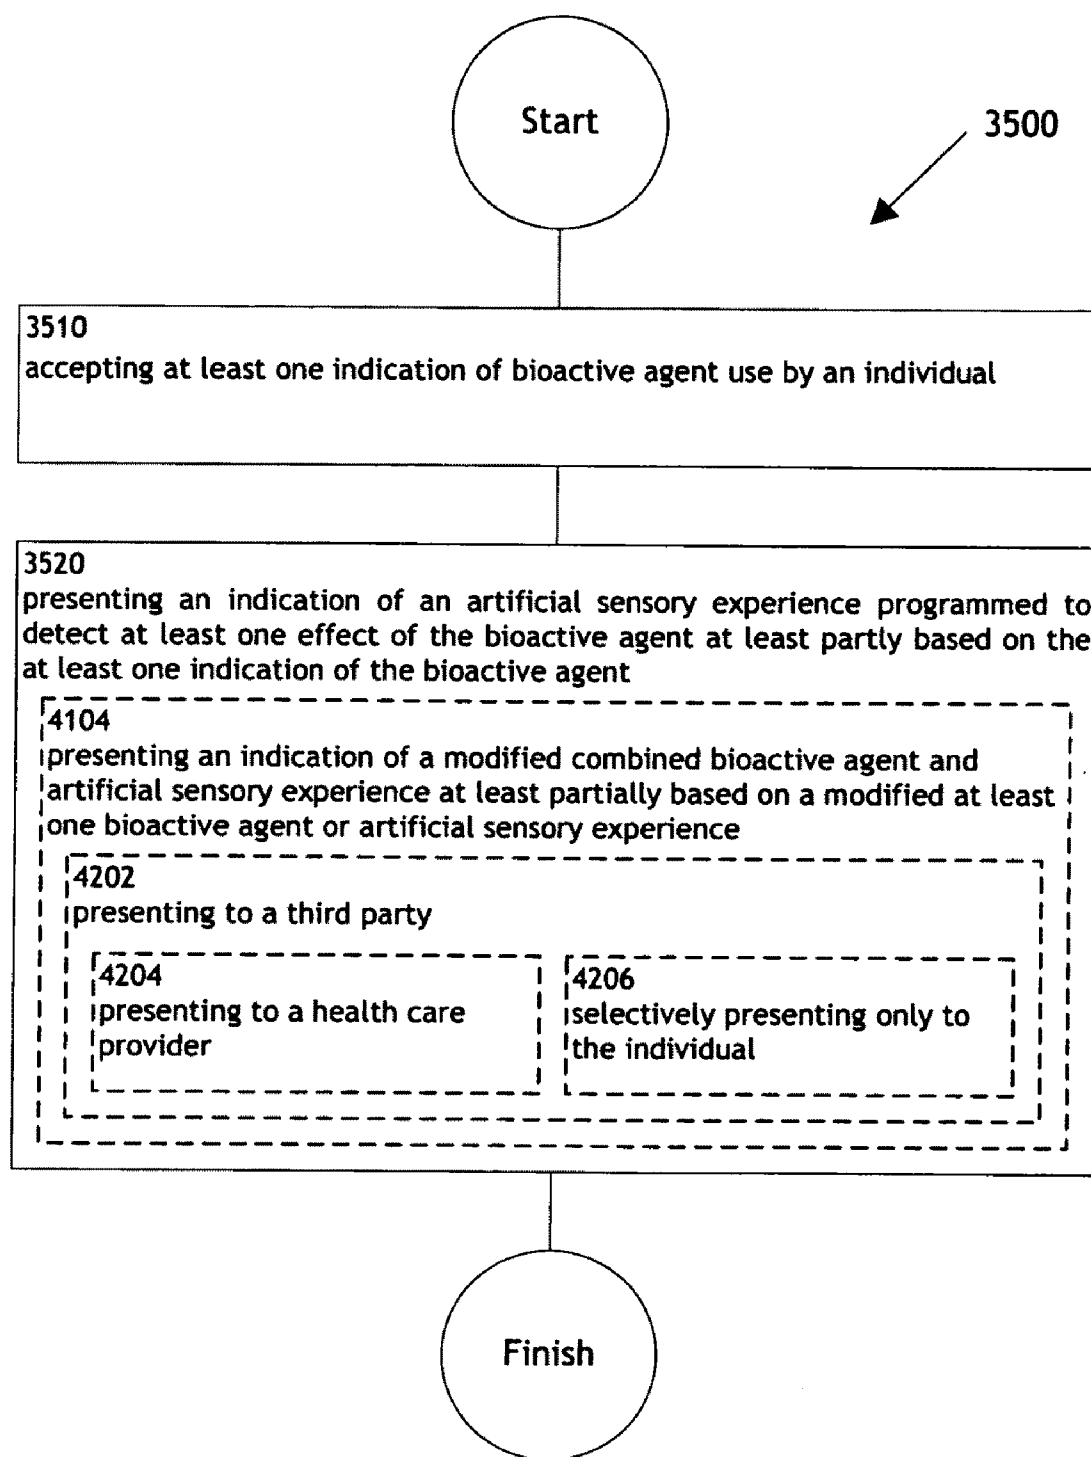 Start
3500
3510
accepting at least one indication of bioactive agent use by an individual
3520
presenting an indication of an artificial sensory experience programmed to
detect at least one effect of the bioactive agent at least partly based on the
at least one indication of the bioactive agent
4104
presenting an indication of a modified combined bioactive agent and
artificial sensory experience at least partially based on a modified at least
one bioactive agent or artificial sensory experience
4202
presenting to a third party
4204
presenting to a health care
provider
4206
selectively presenting only to
the individual
Finish